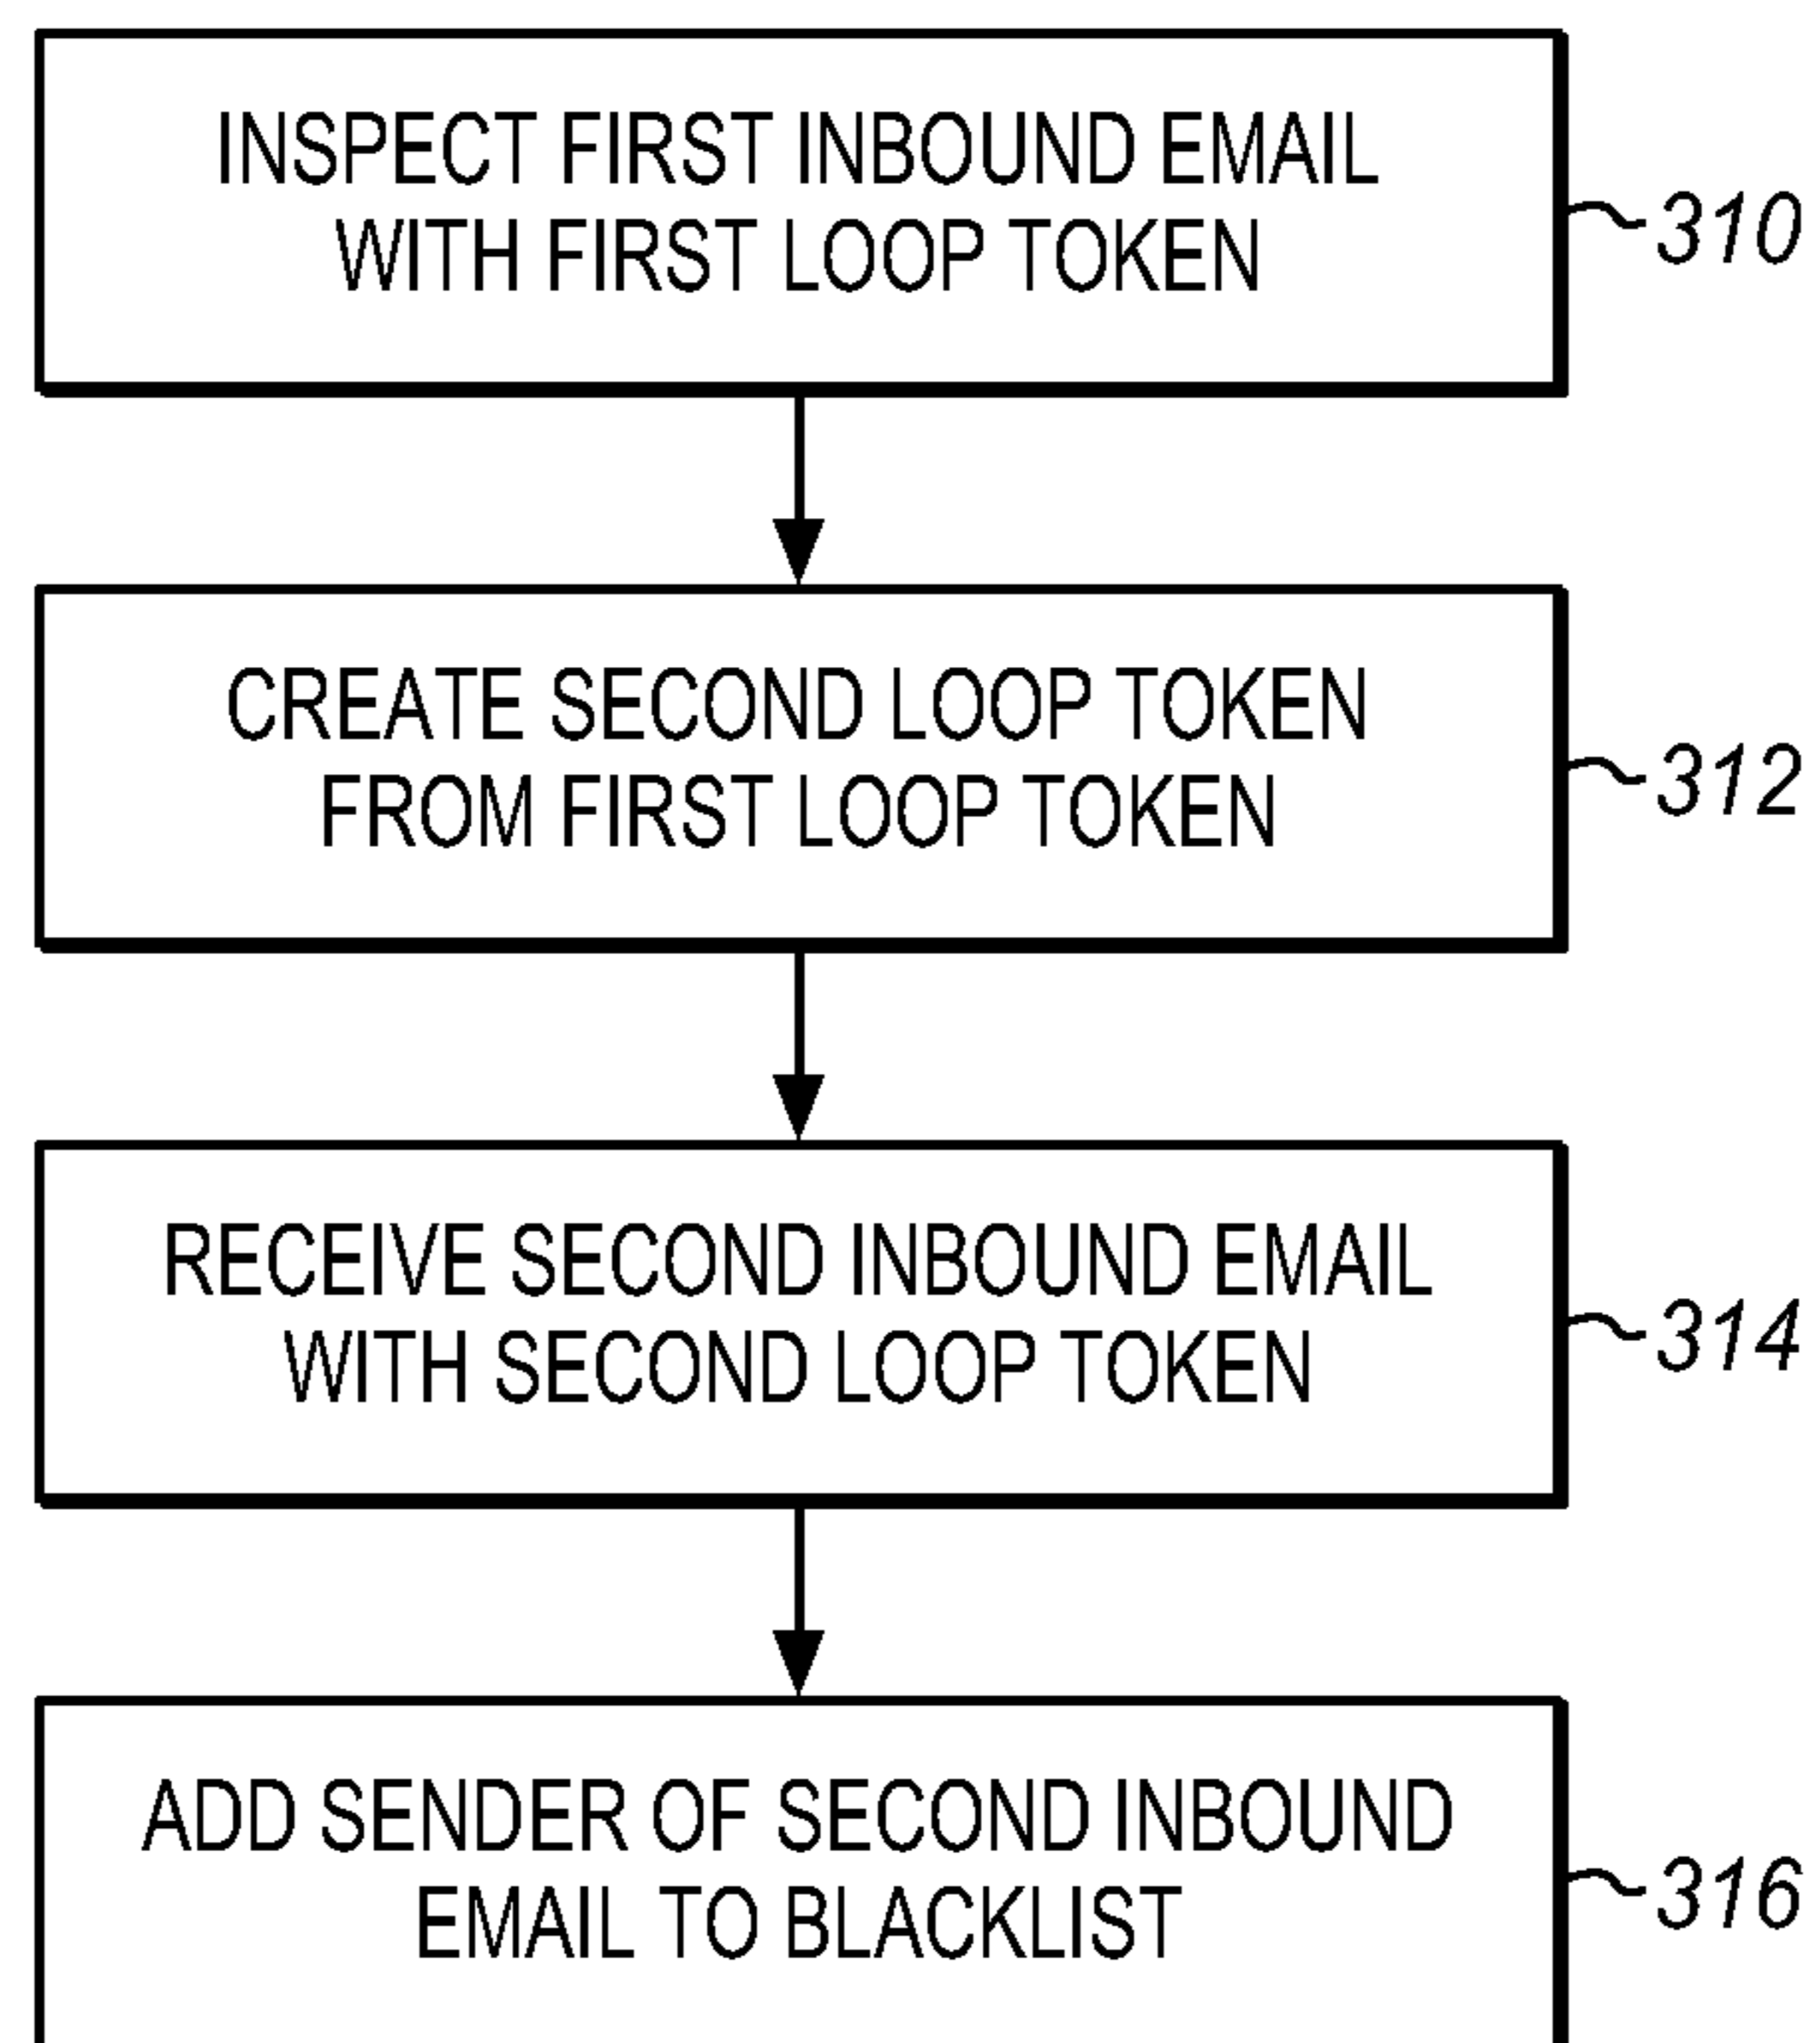 INSPECT FIRST INBOUND EMAIL
WITH FIRST LOOP TOKEN
310
CREATE SECOND LOOP TOKEN
FROM FIRST LOOP TOKEN
312
RECEIVE SECOND INBOUND EMAIL
WITH SECOND LOOP TOKEN
314
ADD SENDER OF SECOND INBOUND
EMAIL TO BLACKLIST
316